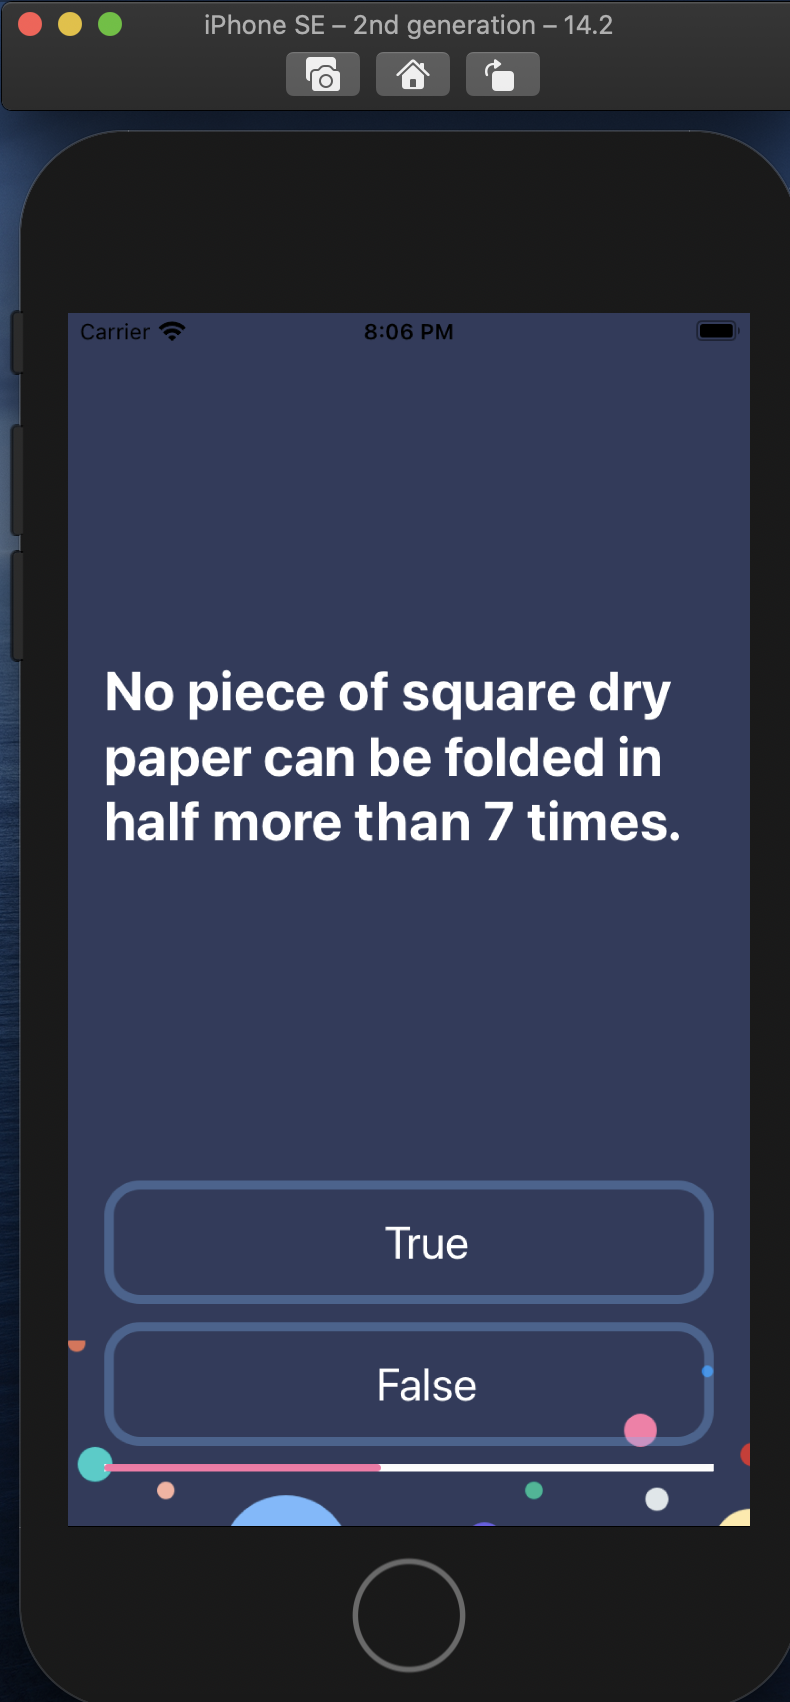 iPhone SE – 2nd generation – 14.2
Carrier 8:06 PM
No piece of square dry
paper can be folded in
half more than 7 times.
True
False